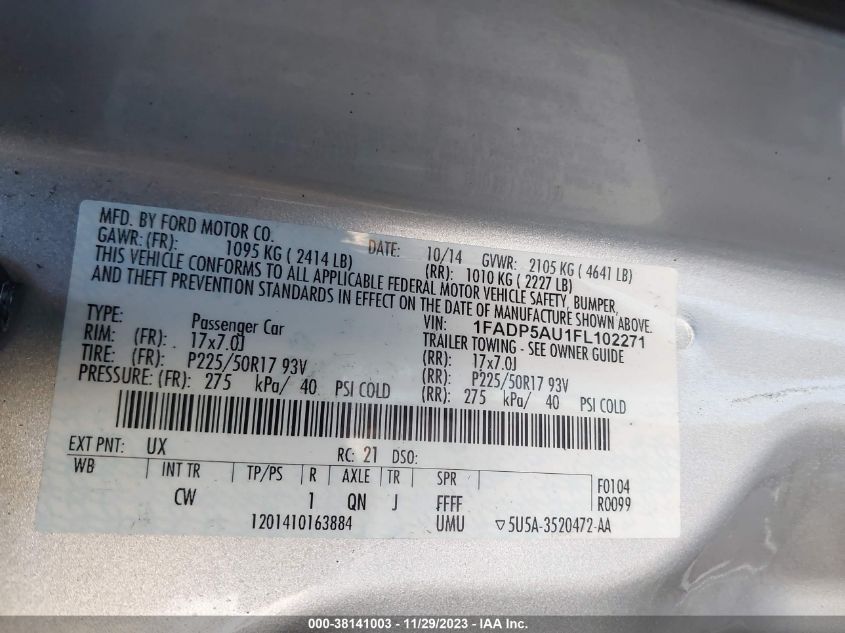 MFD. BY FORD MOTOR CO.
DATE: 10/14 GVWR: 2105 KG ( 4641 LB)
GAWR: (FR): 1095 KG ( 2414 LB) (RR): 1010 KG ( 2227 LB)
THIS VEHICLE CONFORMS TO ALL APPLICABLE FEDERAL MOTOR VEHICLE SAFETY, BUMPER,
AND THEFT PREVENTION STANDARDS IN EFFECT ON THE DATE OF MANUFACTURE SHOWN ABOVE.
VIN: 1FADP5AU1FL102271
TYPE: Passenger Car TRAILER TOWING - SEE OWNER GUIDE
RIM: (FR): 17x7.0J (RR): 17x7.0J
TIRE: (FR): P225/50R17 93V (RR): P225/50R17 93V
PRESSURE: (FR): 275 kPa/ 40 PSI COLD (RR): 275 kPa/ 40 PSI COLD
EXT PNT: UX RC: 21 DSO:
WB INT TR TP/PS R AXLE TR SPR F0104
CW 1 QN J FFFF R0099
1201410163884 UMU ▽5U5A-3520472-AA
000-38141003 - 11/29/2023 - IAA Inc.